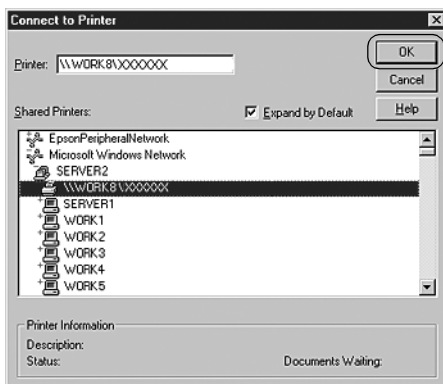 Connect to Printer
Printer: \\WORK8\XXXXXX
OK
Cancel
Help
Shared Printers:
Expand by Default
EpsonPeripheralNetwork
Microsoft Windows Network
SERVER2
\\WORK8\XXXXXX
SERVER1
WORK1
WORK2
WORK3
WORK4
WORK5
Printer Information
Description:
Status:
Documents Waiting: